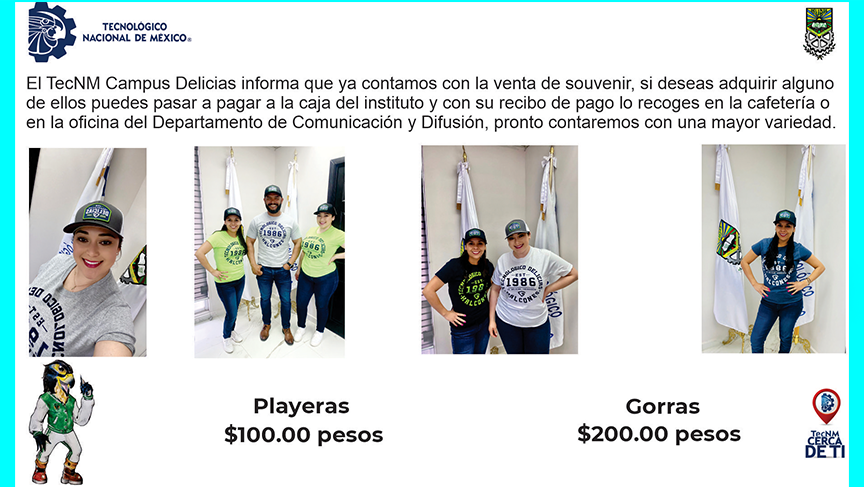 TECNOLÓGICO
NACIONAL DE MÉXICO®
El TecNM Campus Delicias informa que ya contamos con la venta de souvenir, si deseas adquirir alguno
de ellos puedes pasar a pagar a la caja del instituto y con su recibo de pago lo recoges en la cafetería o
en la oficina del Departamento de Comunicación y Difusión, pronto contaremos con una mayor variedad.
1986
1986
Playeras
$100.00 pesos
Gorras
$200.00 pesos
TecNM
CERCA
DE TI